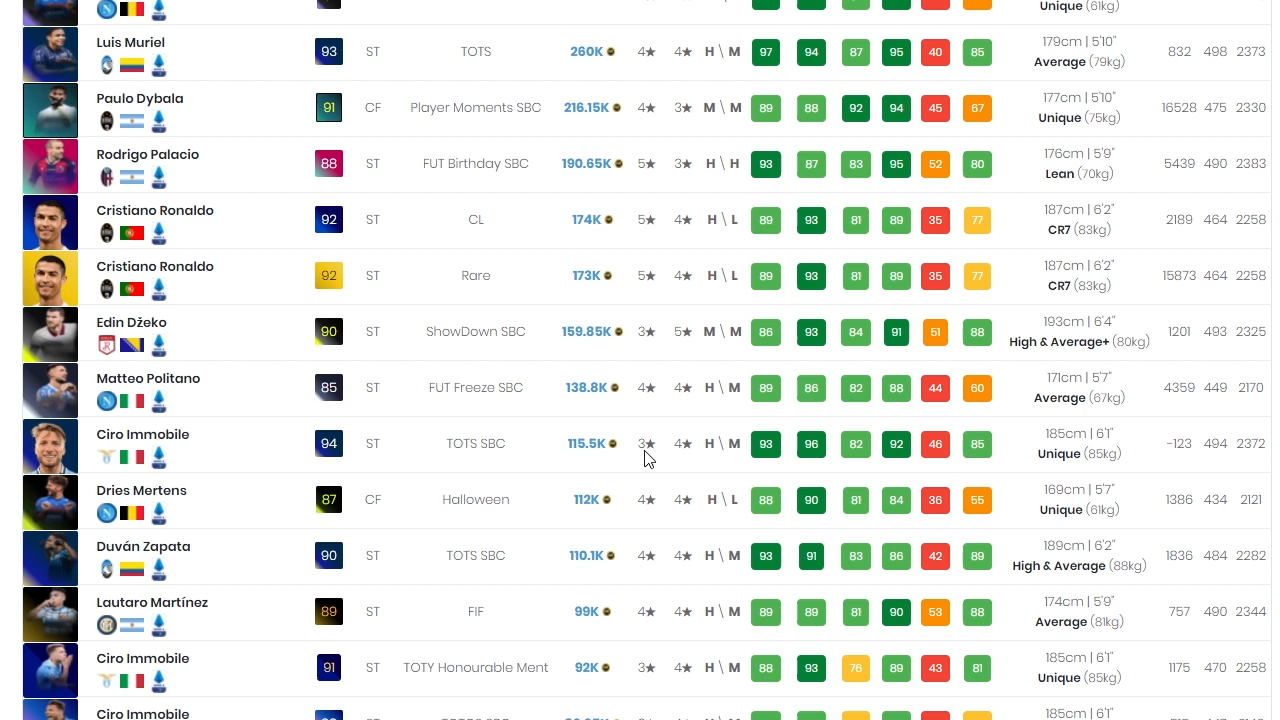 Unique (61kg)
Luis Muriel 93 ST TOTS 260K 4★ 4★ H \ M 97 94 87 95 40 85 179cm | 5'10" 832 498 2373
Average (79kg)
Paulo Dybala 91 CF Player Moments SBC 216.15K 4★ 3★ M \ M 89 88 92 94 45 67 177cm | 5'10" 16528 475 2330
Unique (75kg)
Rodrigo Palacio 88 ST FUT Birthday SBC 190.65K 5★ 3★ H \ H 93 87 83 95 52 80 176cm | 5'9" 5439 490 2383
Lean (70kg)
Cristiano Ronaldo 92 ST CL 174K 5★ 4★ H \ L 89 93 81 89 35 77 187cm | 6'2" 2189 464 2258
CR7 (83kg)
Cristiano Ronaldo 92 ST Rare 173K 5★ 4★ H \ L 89 93 81 89 35 77 187cm | 6'2" 15873 464 2258
CR7 (83kg)
Edin Džeko 90 ST ShowDown SBC 159.85K 3★ 5★ M \ M 86 93 84 91 51 88 193cm | 6'4" 1201 493 2325
High & Average+ (80kg)
Matteo Politano 85 ST FUT Freeze SBC 138.8K 4★ 4★ H \ M 89 86 82 88 44 60 171cm | 5'7" 4359 449 2170
Average (67kg)
Ciro Immobile 94 ST TOTS SBC 115.5K 3★ 4★ H \ M 93 96 82 92 46 85 185cm | 6'1" -123 494 2372
Unique (85kg)
Dries Mertens 87 CF Halloween 112K 4★ 4★ H \ L 88 90 81 84 36 55 169cm | 5'7" 1386 434 2121
Unique (61kg)
Duván Zapata 90 ST TOTS SBC 110.1K 4★ 4★ H \ M 93 91 83 86 42 89 189cm | 6'2" 1836 484 2282
High & Average (88kg)
Lautaro Martínez 89 ST FIF 99K 4★ 4★ H \ M 89 89 81 90 53 88 174cm | 5'9" 757 490 2344
Average (81kg)
Ciro Immobile 91 ST TOTY Honourable Ment 92K 3★ 4★ H \ M 88 93 76 89 43 81 185cm | 6'1" 1175 470 2258
Unique (85kg)
Ciro Immobile 185cm | 6'1"